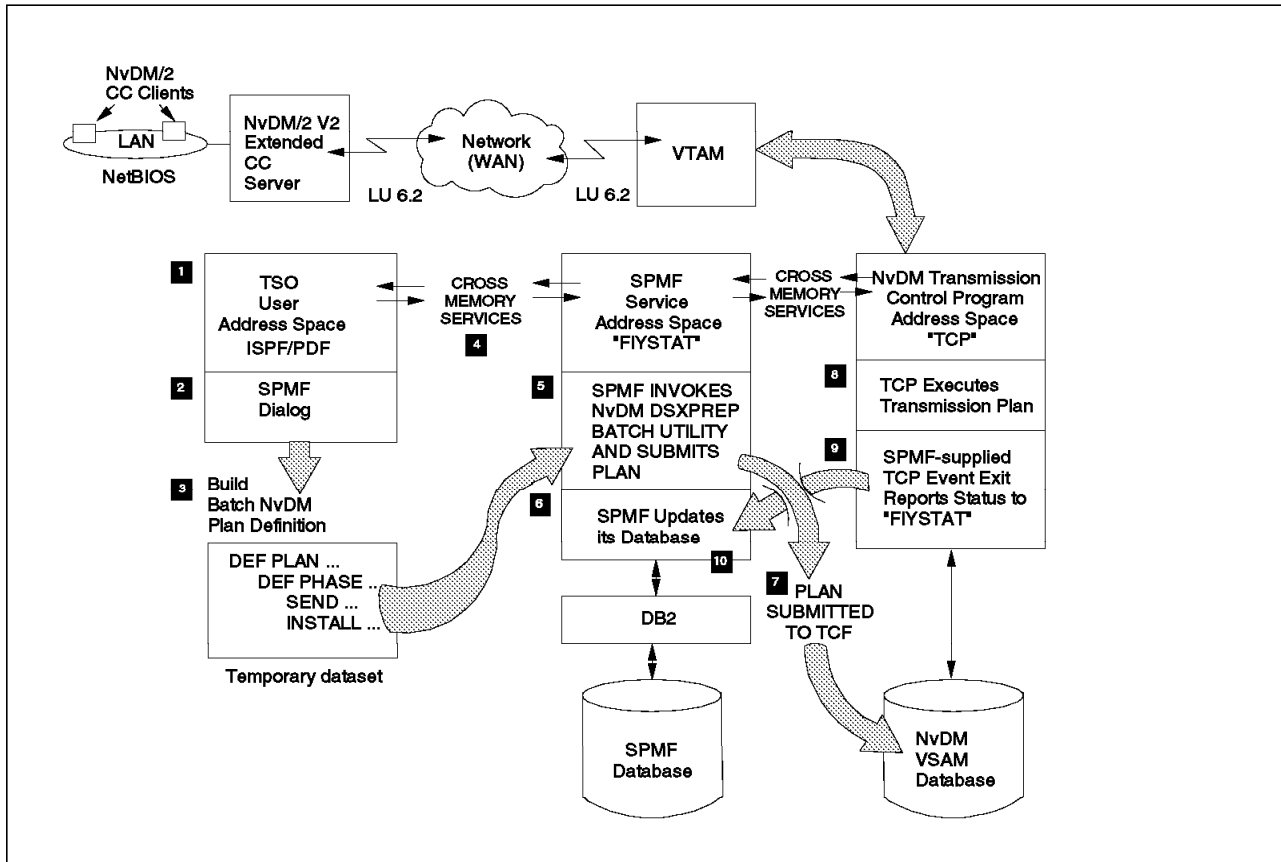 NvDM/2
CC Clients
LAN
NetBIOS
NvDM/2 V2
Extended
CC
Server
LU 6.2
Network
(WAN)
LU 6.2
VTAM
1
TSO
User
Address Space
ISPF/PDF
CROSS
MEMORY
SERVICES
4
SPMF
Service
Address Space
"FIYSTAT"
CROSS
MEMORY
SERVICES
NvDM Transmission
Control Program
Address Space
"TCP"
2
SPMF
Dialog
5
SPMF INVOKES
NvDM DSXPREP
BATCH UTILITY
AND SUBMITS
PLAN
8
TCP Executes
Transmission Plan
9
SPMF-supplied
TCP Event Exit
Reports Status to
"FIYSTAT"
3
Build
Batch NvDM
Plan Definition
6
SPMF Updates
its Database
10
DEF PLAN ...
DEF PHASE ...
SEND ...
INSTALL ...
Temporary dataset
7
PLAN
SUBMITTED
TO TCF
DB2
SPMF
Database
NvDM
VSAM
Database